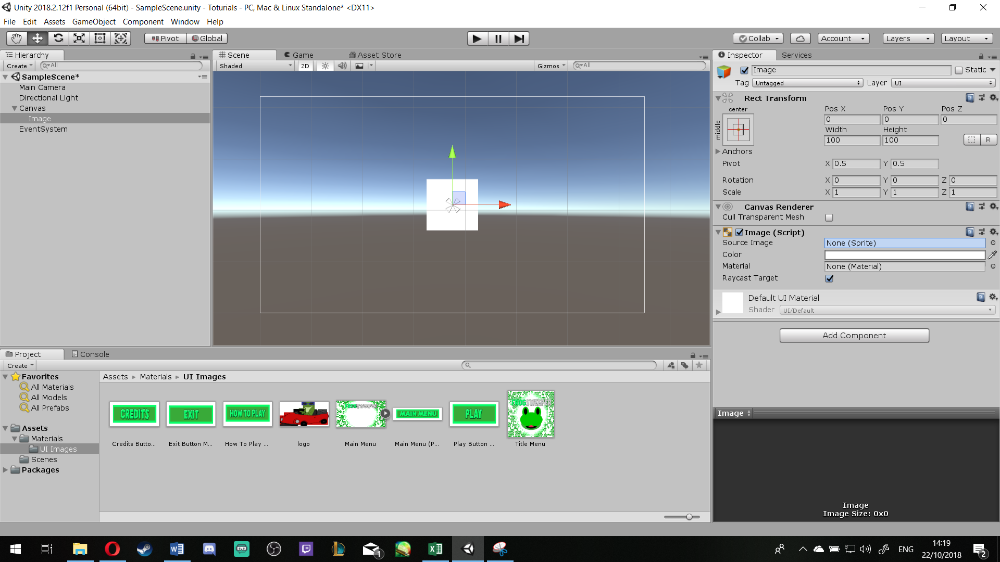 Unity 2018.2.12f1 Personal (64bit) - SampleScene.unity - Toturials - PC, Mac & Linux Standalone* <DX11>
File Edit Assets GameObject Component Window Help
Pivot Global Collab Account Layers Layout
Hierarchy
Create All
SampleScene*
Main Camera
Directional Light
Canvas
Image
EventSystem
Scene Game Asset Store
Shaded 2D Gizmos All
Inspector Services
Image Static
Tag Untagged Layer UI
Rect Transform
center
middle
Pos X Pos Y Pos Z
0 0 0
Width Height
100 100 R
Anchors
Pivot X 0.5 Y 0.5
Rotation X 0 Y 0 Z 0
Scale X 1 Y 1 Z 1
Canvas Renderer
Cull Transparent Mesh
Image (Script)
Source Image None (Sprite)
Color
Material None (Material)
Raycast Target
Default UI Material
Shader UI/Default
Add Component
Project Console
Create
Favorites
All Materials
All Models
All Prefabs
Assets
Materials
UI Images
Scenes
Packages
Assets Materials UI Images
CREDITS EXIT HOW TO PLAY FROGSWEEPER MAIN MENU PLAY FROGSWEEPER
Credits Butto... Exit Button M... How To Play ... logo Main Menu Main Menu (P... Play Button ... Title Menu
Image
Image
Image Size: 0x0
1
ENG
14:19
22/10/2018
2